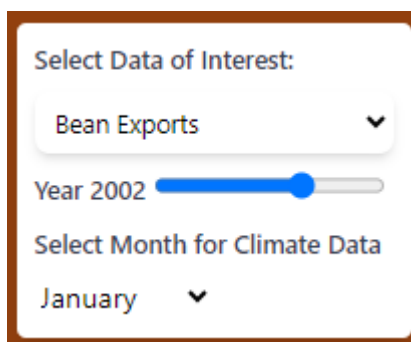 Select Data of Interest:
Bean Exports
Year 2002
Select Month for Climate Data
January